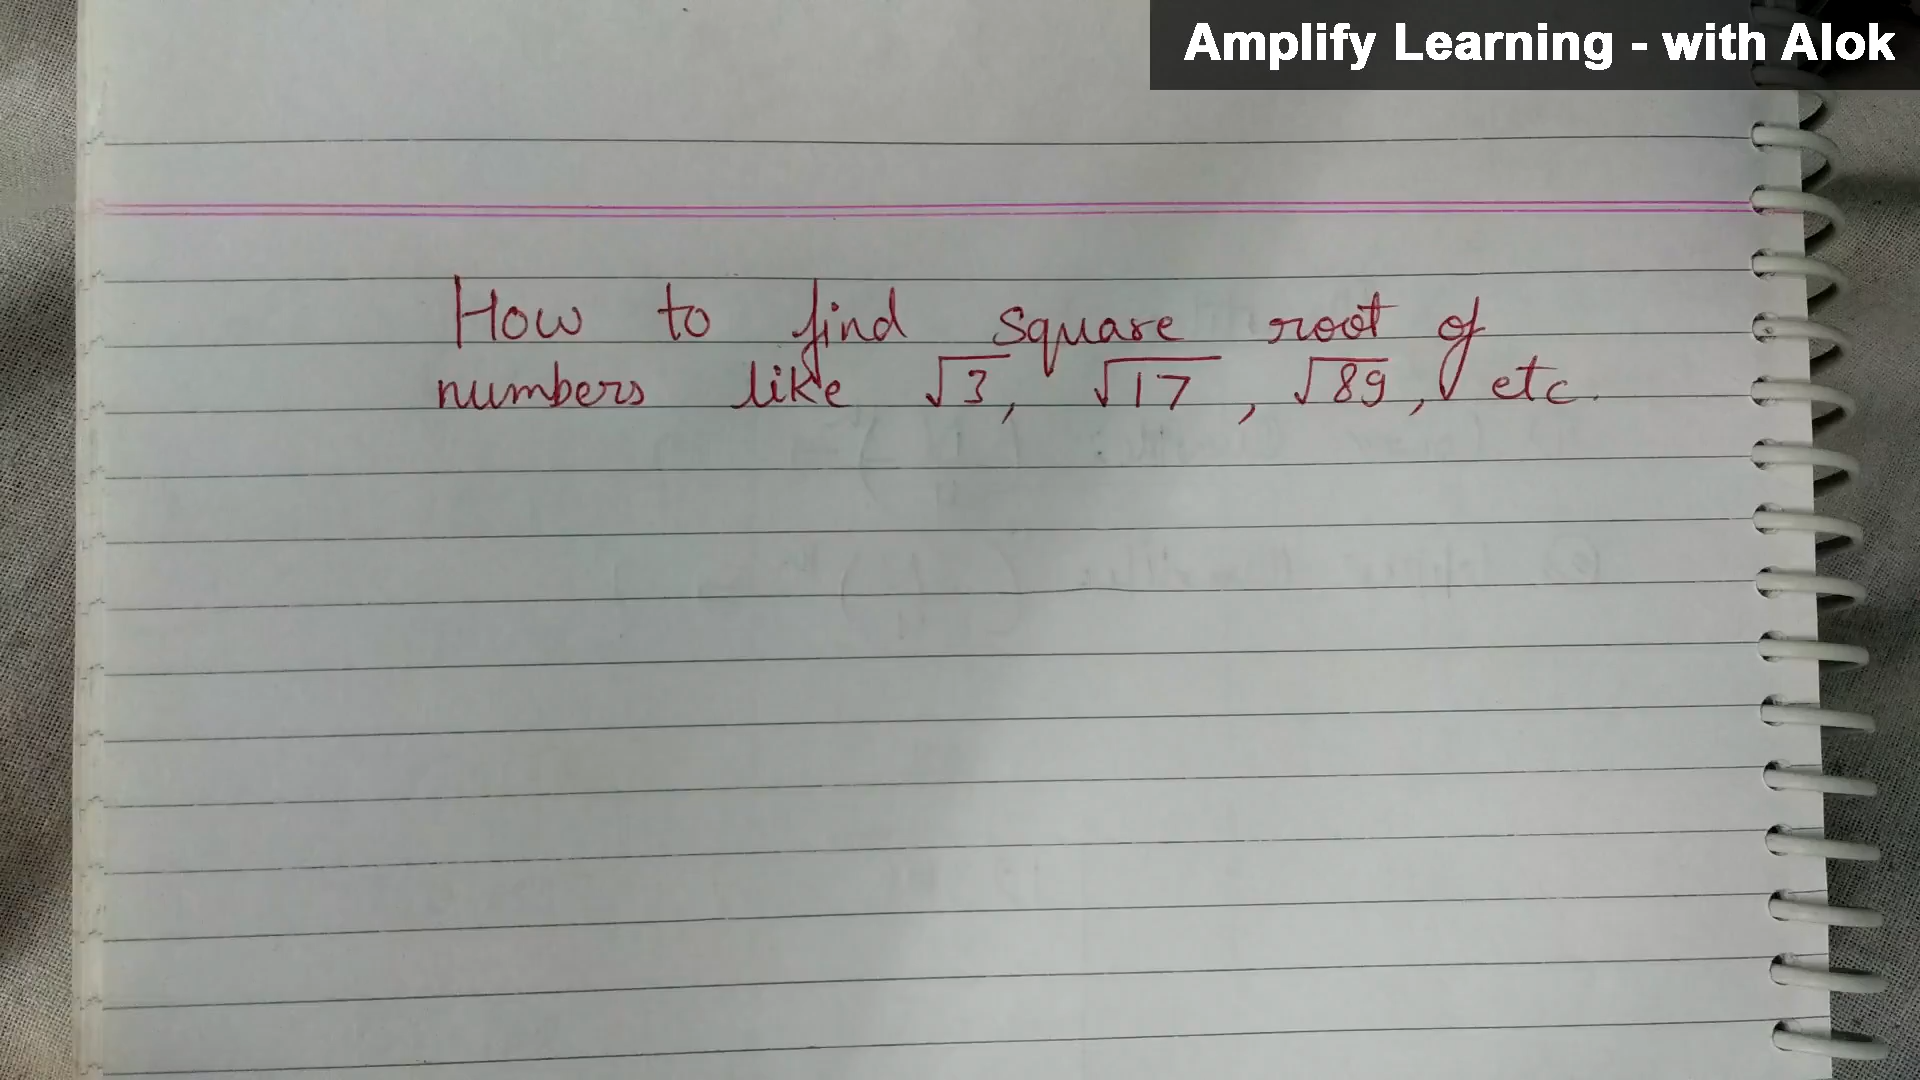 Amplify Learning - with Alok
How to find square root of
numbers like √3, √17, √89, etc.